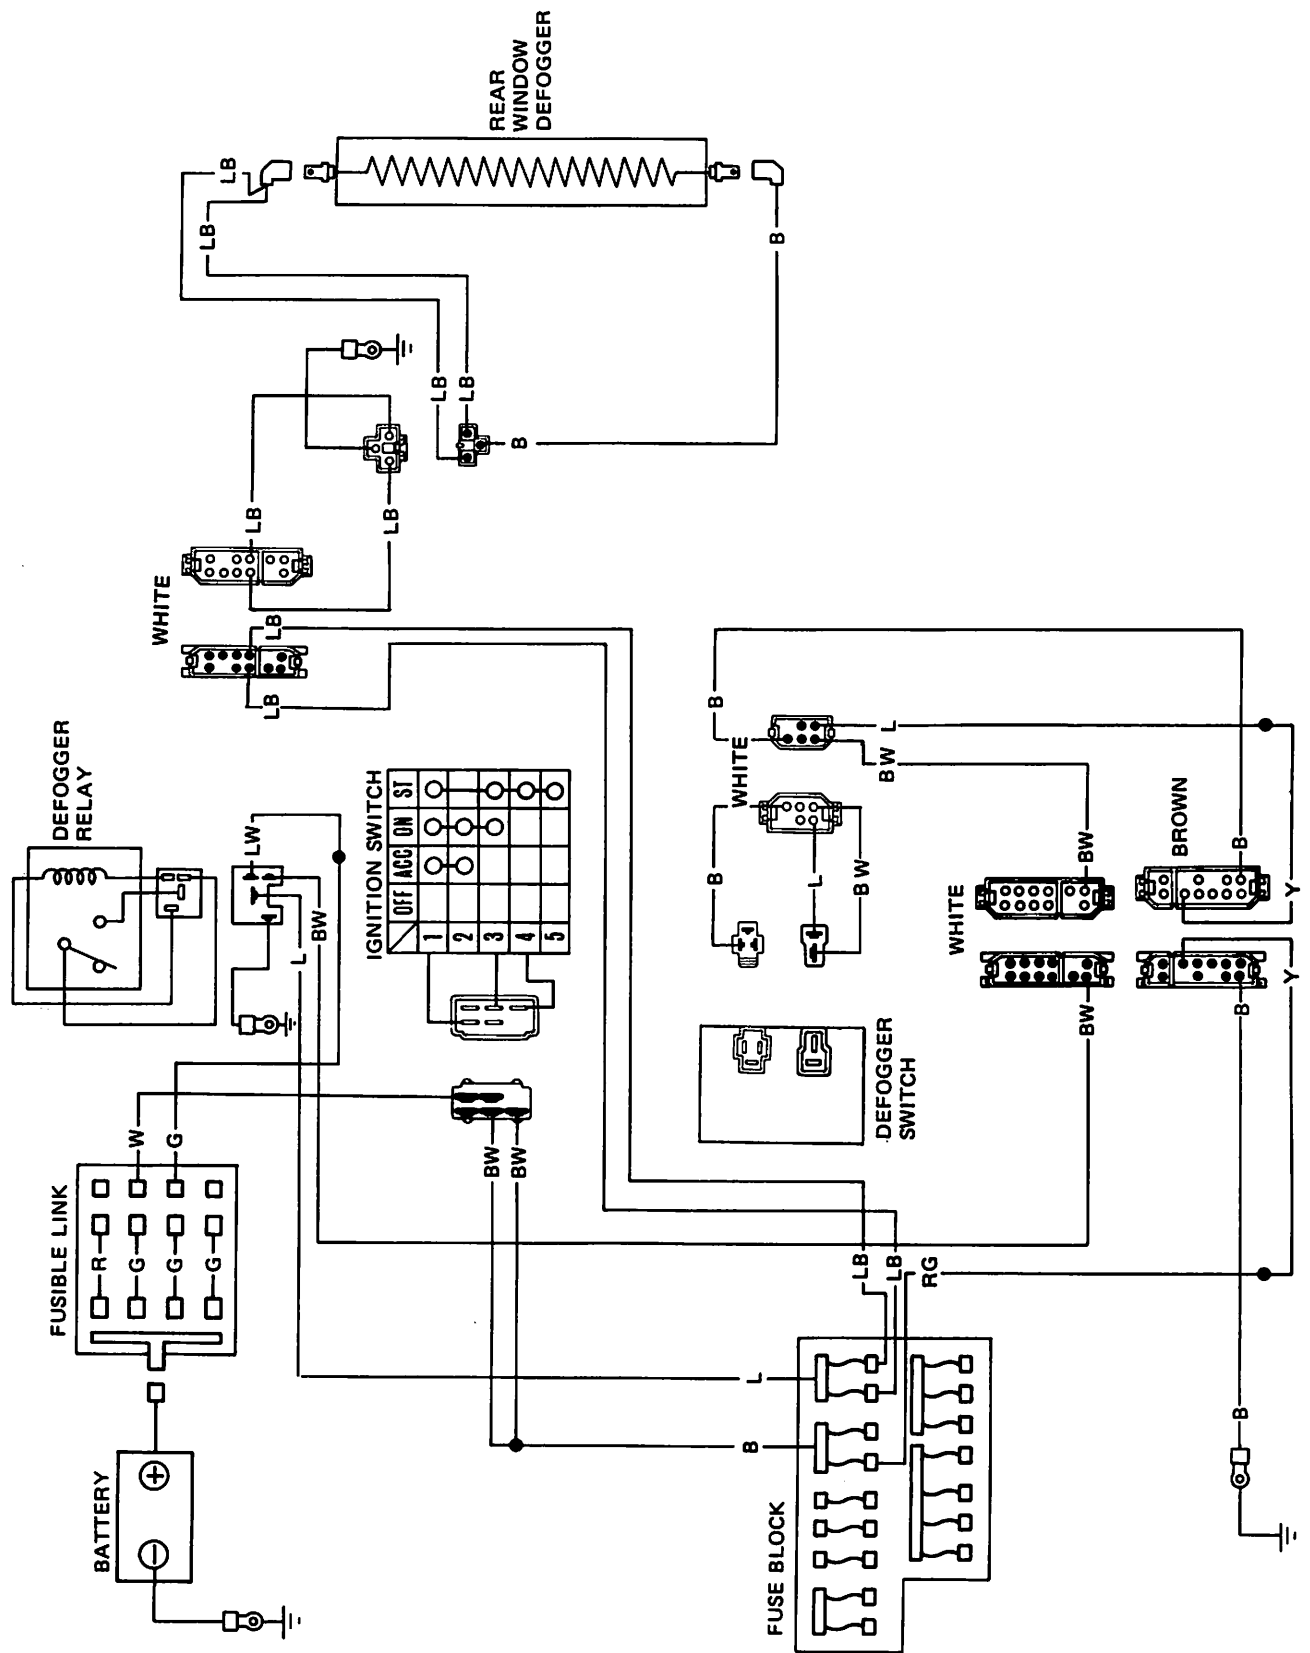 BATTERY
FUSIBLE LINK
R
G
G
G
W
G
DEFOGGER
RELAY
LW
L
BW
IGNITION SWITCH
OFF
ACC
ON
ST
1
2
3
4
5
BW
BW
WHITE
LB
LB
LB
LB
LB
LB
LB
LB
B
B
REAR
WINDOW
DEFOGGER
FUSE BLOCK
L
B
LB
LB
RG
DEFOGGER
SWITCH
WHITE
B
L
BW
B
L
BW
WHITE
BW
BW
BROWN
B
B
Y
Y
B